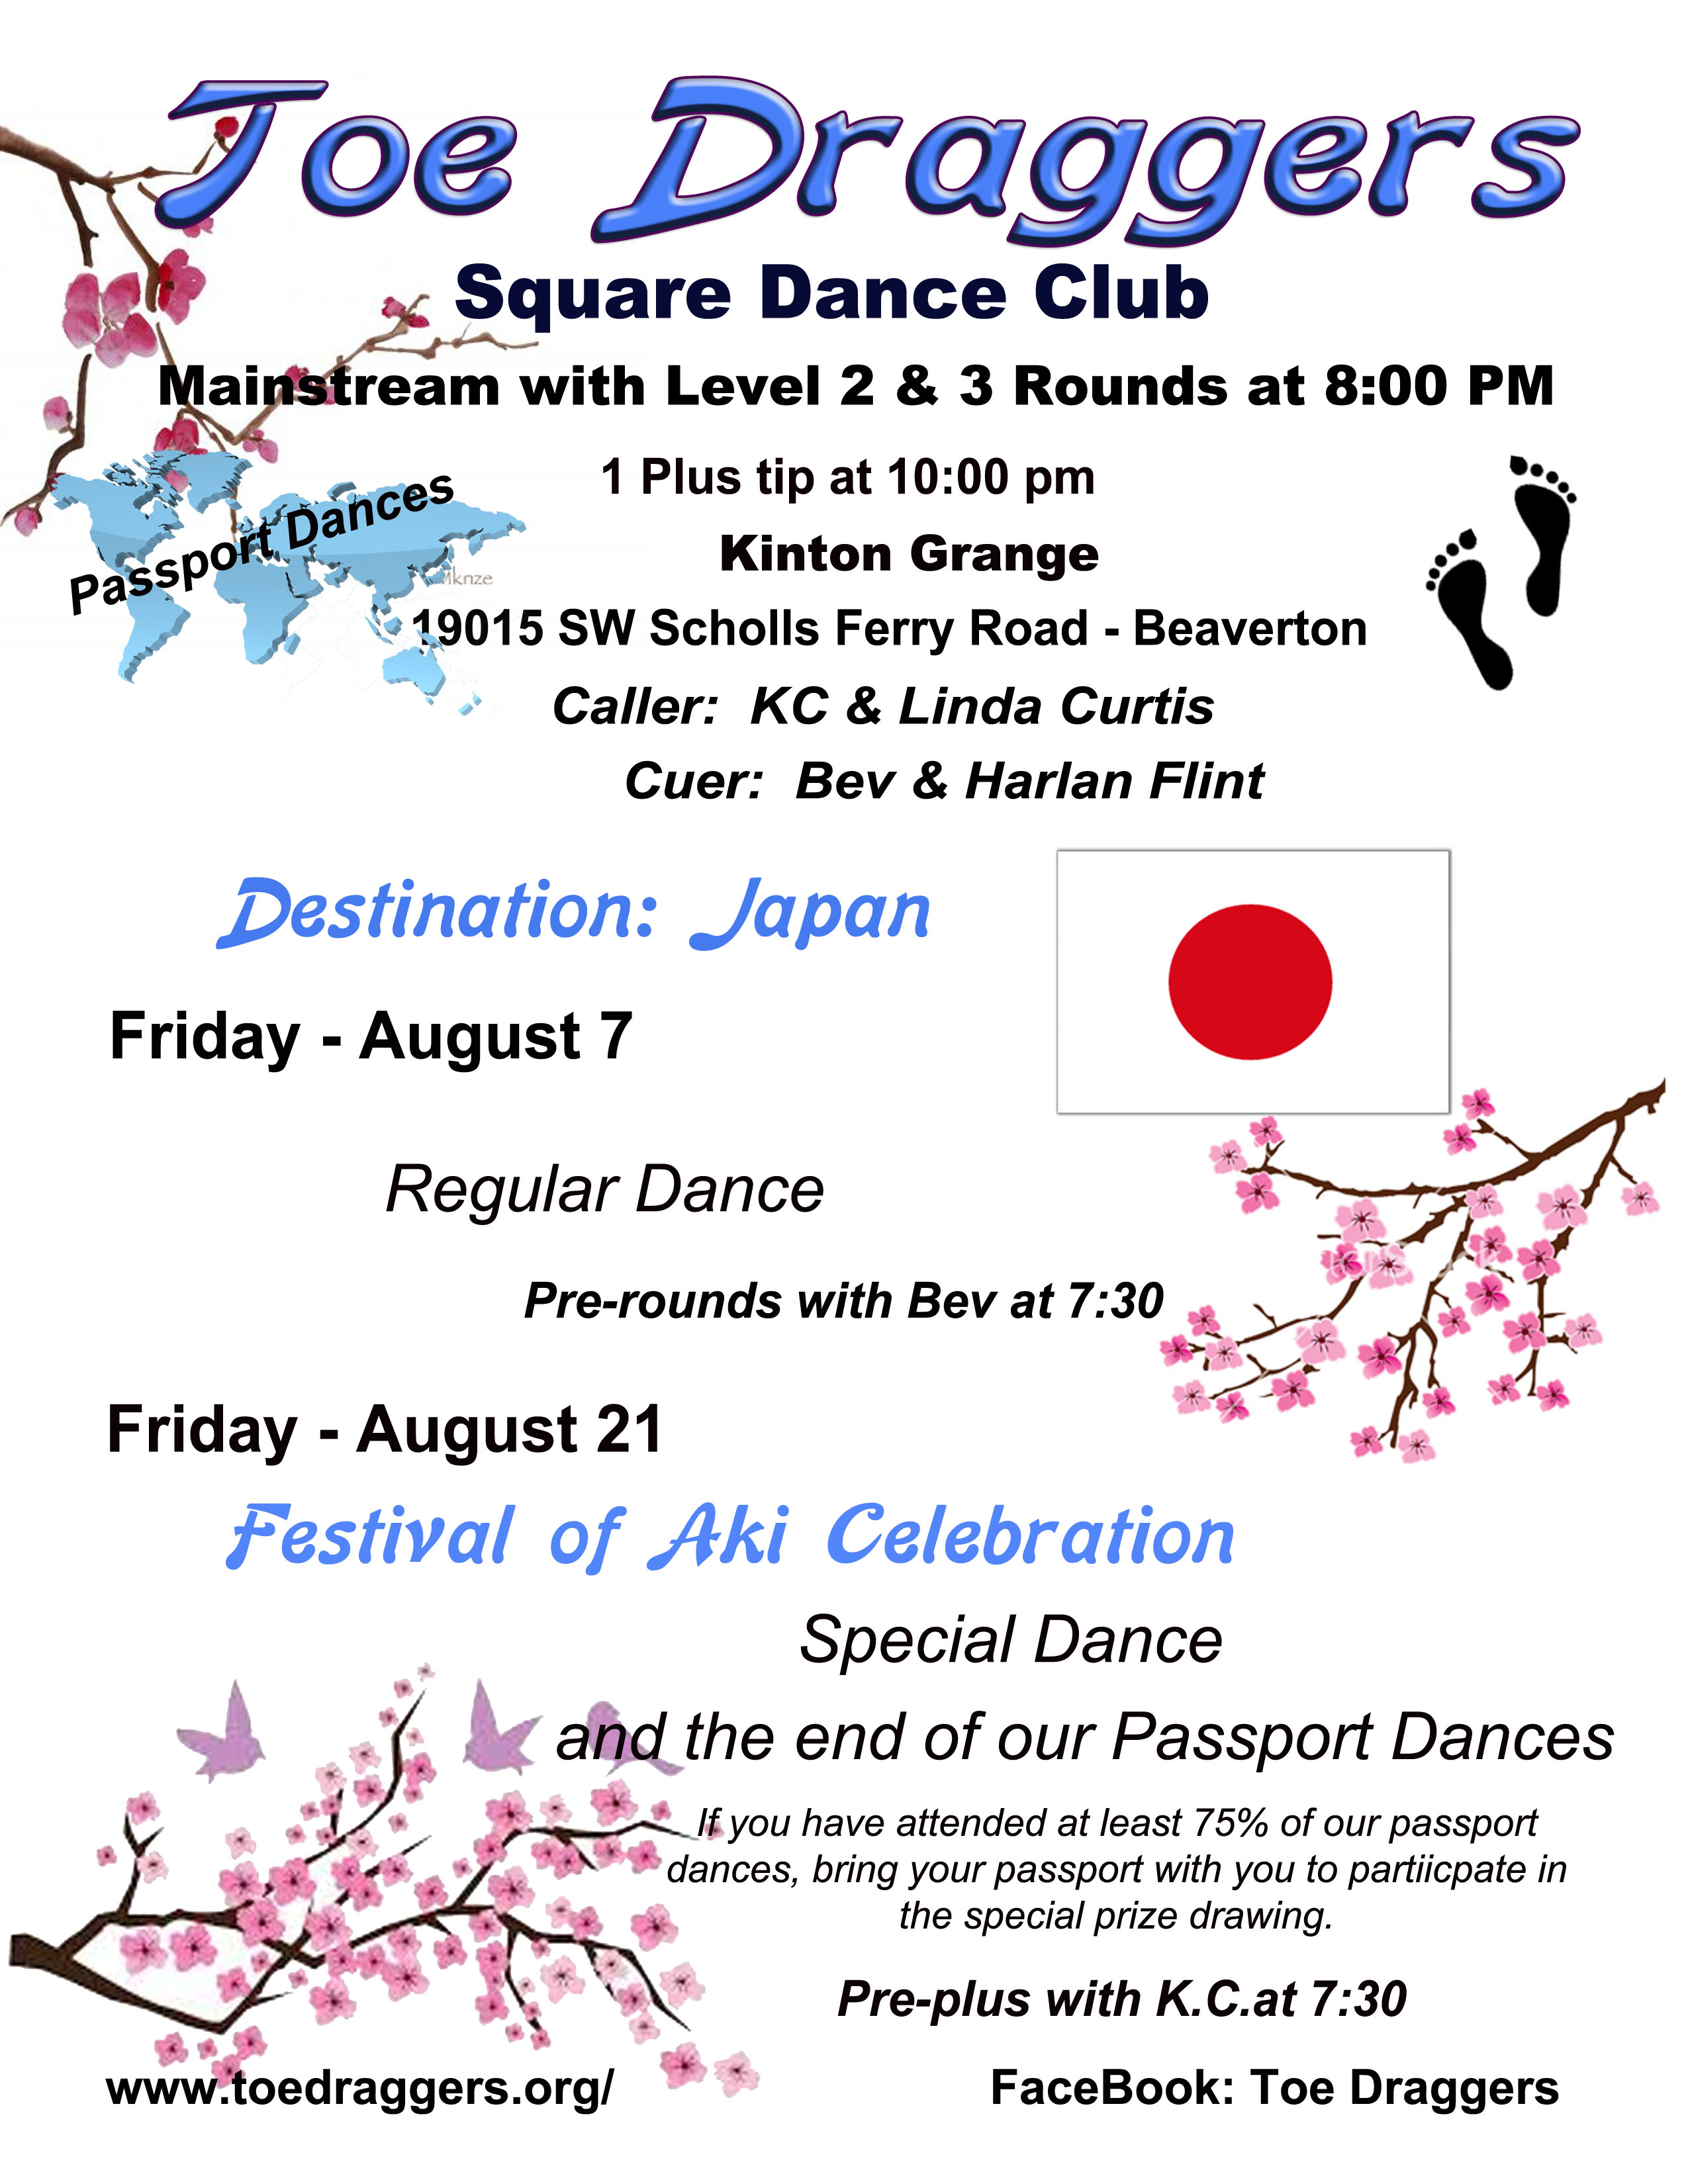 Toe Draggers
Square Dance Club
Mainstream with Level 2 & 3 Rounds at 8:00 PM
1 Plus tip at 10:00 pm
Passport Dances
Kinton Grange
19015 SW Scholls Ferry Road - Beaverton
Caller:  KC & Linda Curtis
Cuer:  Bev & Harlan Flint
Destination: Japan
Friday - August 7
Regular Dance
Pre-rounds with Bev at 7:30
Friday - August 21
Festival of Aki Celebration
Special Dance
and the end of our Passport Dances
If you have attended at least 75% of our passport
dances, bring your passport with you to partiicpate in
the special prize drawing.
Pre-plus with K.C.at 7:30
www.toedraggers.org/
FaceBook: Toe Draggers